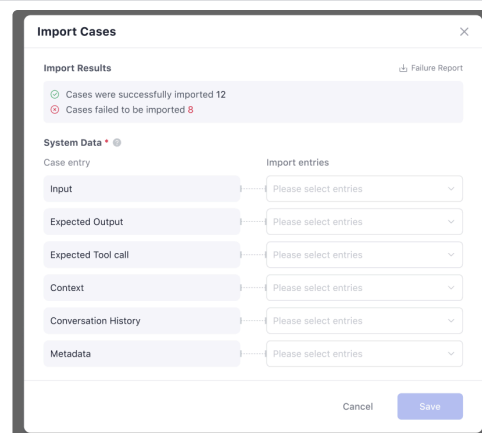 Import Cases
Import Results
Failure Report
Cases were successfully imported 12
Cases failed to be imported 8
System Data *
Case entry
Import entries
Input
Please select entries
Expected Output
Please select entries
Expected Tool call
Please select entries
Context
Please select entries
Conversation History
Please select entries
Metadata
Please select entries
Cancel
Save